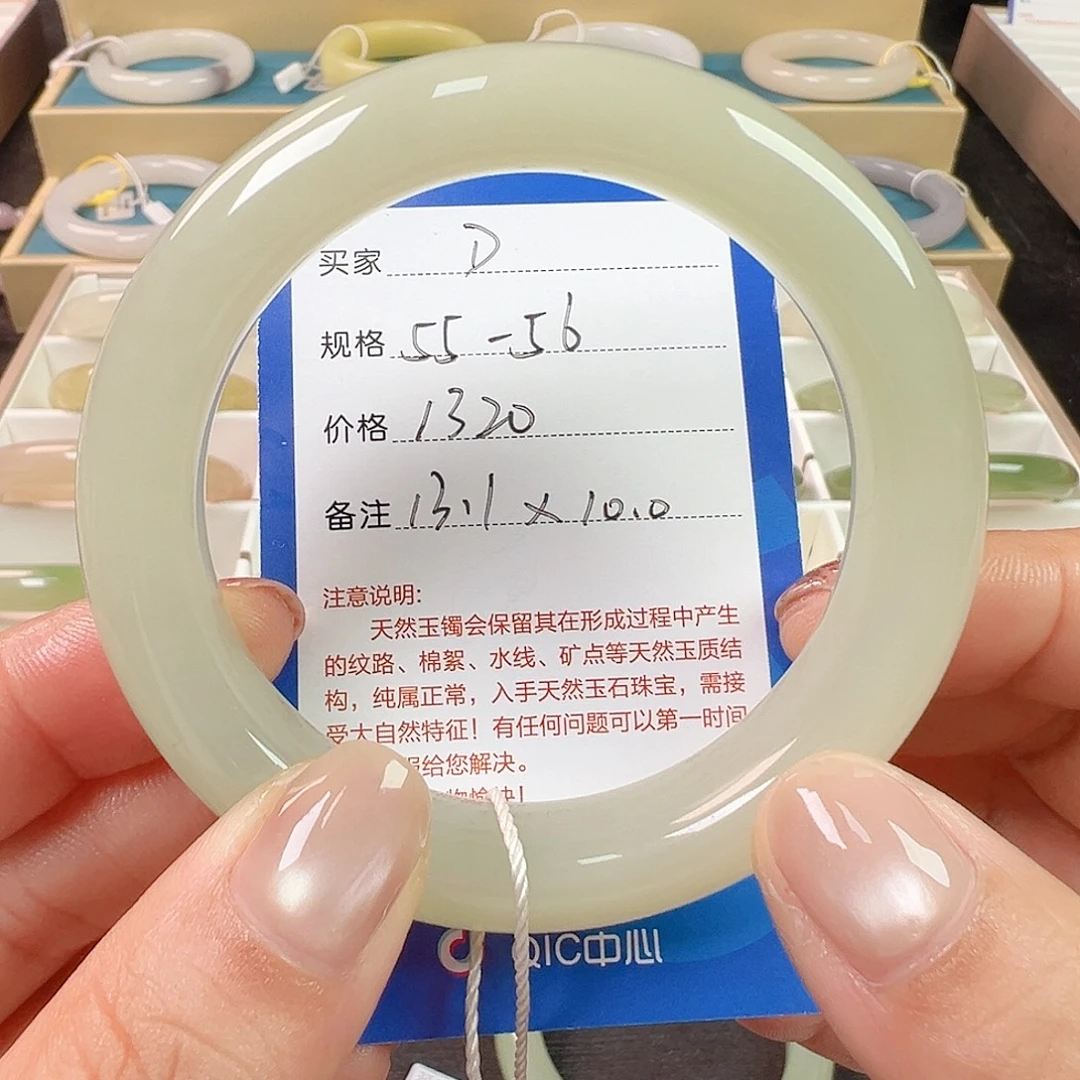 买家 D
规格 55-56
价格 1320
备注 13.1 x 10.0
注意说明:
天然玉镯会保留其在形成过程中产生
的纹路、棉絮、水线、矿点等天然玉质结
构，纯属正常，入手天然玉石珠宝，需接
受大自然特征！有任何问题可以第一时间
给您解决。
QIC中心